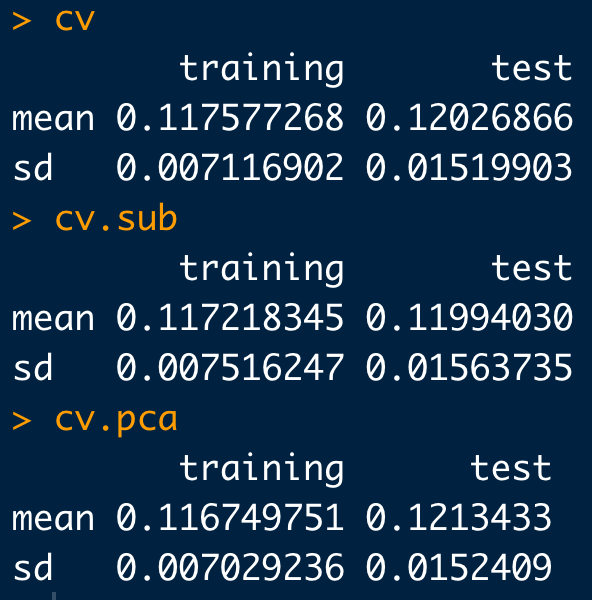 > cv
training test
mean 0.117577268 0.12026866
sd 0.007116902 0.01519903
> cv.sub
training test
mean 0.117218345 0.11994030
sd 0.007516247 0.01563735
> cv.pca
training test
mean 0.116749751 0.1213433
sd 0.007029236 0.0152409